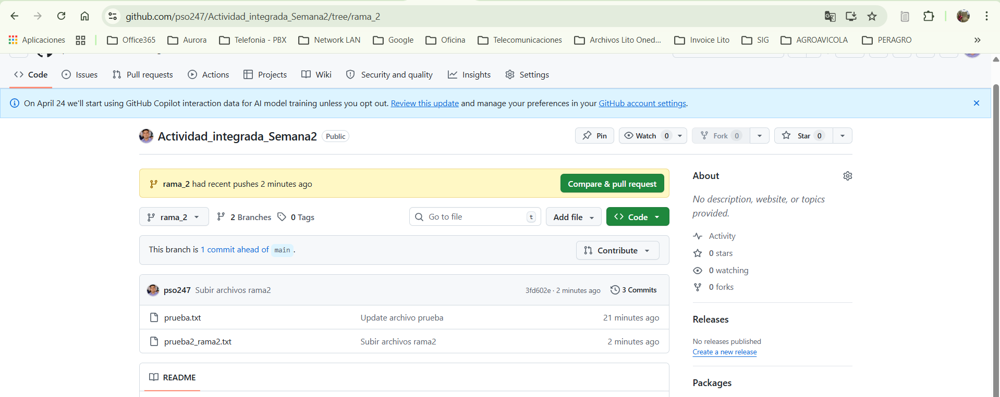 github.com/pso247/Actividad_integrada_Semana2/tree/rama_2
Aplicaciones Office365 Aurora Telefonia - PBX Network LAN Google Oficina Telecomunicaciones Archivos Lito Oned... Invoice Lito SIG AGROAVICOLA PERAGRO »
Code Issues Pull requests Actions Projects Wiki Security and quality Insights Settings
On April 24 we'll start using GitHub Copilot interaction data for AI model training unless you opt out. Review this update and manage your preferences in your GitHub account settings.
Actividad_integrada_Semana2 Public Pin Watch 0 Fork 0 Star 0
rama_2 had recent pushes 2 minutes ago Compare & pull request
rama_2 2 Branches 0 Tags Go to file t Add file Code
This branch is 1 commit ahead of main. Contribute
pso247 Subir archivos rama2 3fd602e · 2 minutes ago 3 Commits
prueba.txt Update archivo prueba 21 minutes ago
prueba2_rama2.txt Subir archivos rama2 2 minutes ago
README
About
No description, website, or topics
provided.
Activity
0 stars
0 watching
0 forks
Releases
No releases published
Create a new release
Packages